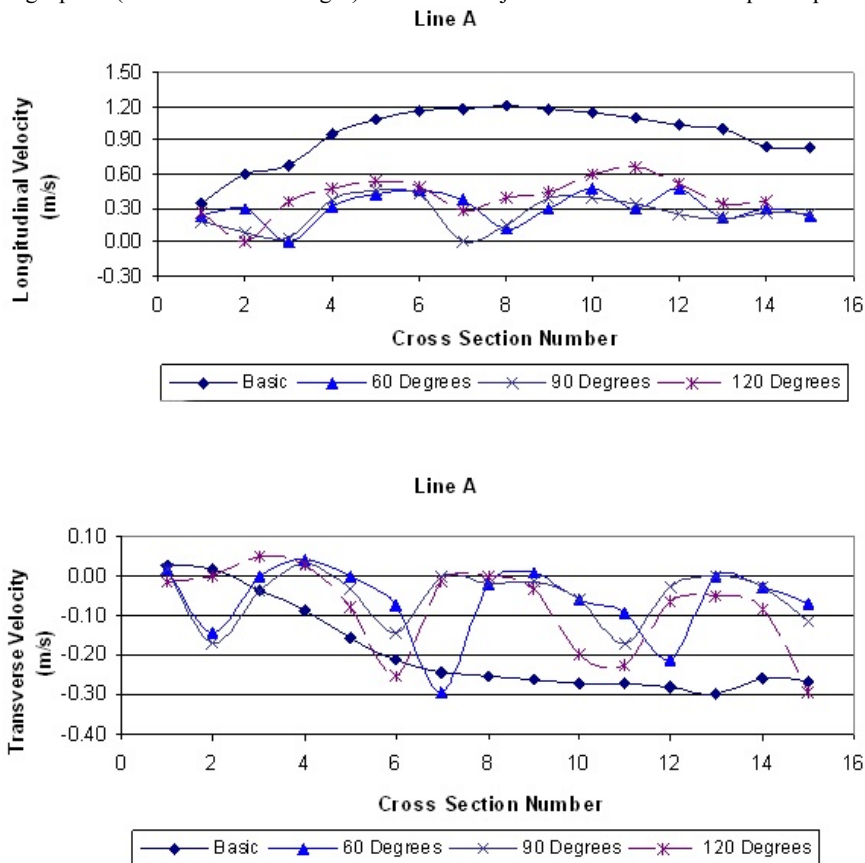 Line A
1.50
1.20
0.90
0.60
0.30
0.00
-0.30
Longitudinal Velocity
(m/s)
0 2 4 6 8 10 12 14 16
Cross Section Number
Basic 60 Degrees 90 Degrees 120 Degrees
Line A
0.10
0.00
-0.10
-0.20
-0.30
-0.40
Transverse Velocity
(m/s)
0 2 4 6 8 10 12 14 16
Cross Section Number
Basic 60 Degrees 90 Degrees 120 Degrees